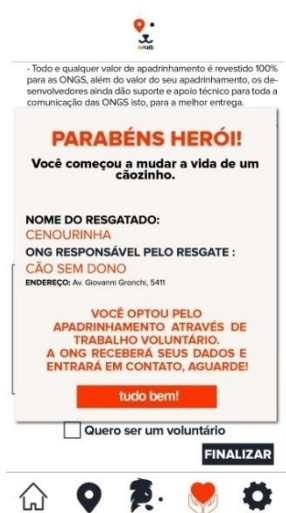 - Todo e qualquer valor de apadrinhamento é revestido 100%
para as ONGS, além do valor do seu apadrinhamento, os de-
senvolvedores ainda dão suporte e apoio técnico para toda a
comunicação das ONGS isto, para a melhor entrega.
PARABÉNS HERÓI!
Você começou a mudar a vida de um
cãozinho.
NOME DO RESGATADO:
CENOURINHA
ONG RESPONSÁVEL PELO RESGATE :
CÃO SEM DONO
ENDEREÇO: Av. Giovanni Gronchi, 5411
VOCÊ OPTOU PELO
APADRINHAMENTO ATRAVÉS DE
TRABALHO VOLUNTÁRIO.
A ONG RECEBERÁ SEUS DADOS E
ENTRARÁ EM CONTATO, AGUARDE!
tudo bem!
Quero ser um voluntário
FINALIZAR